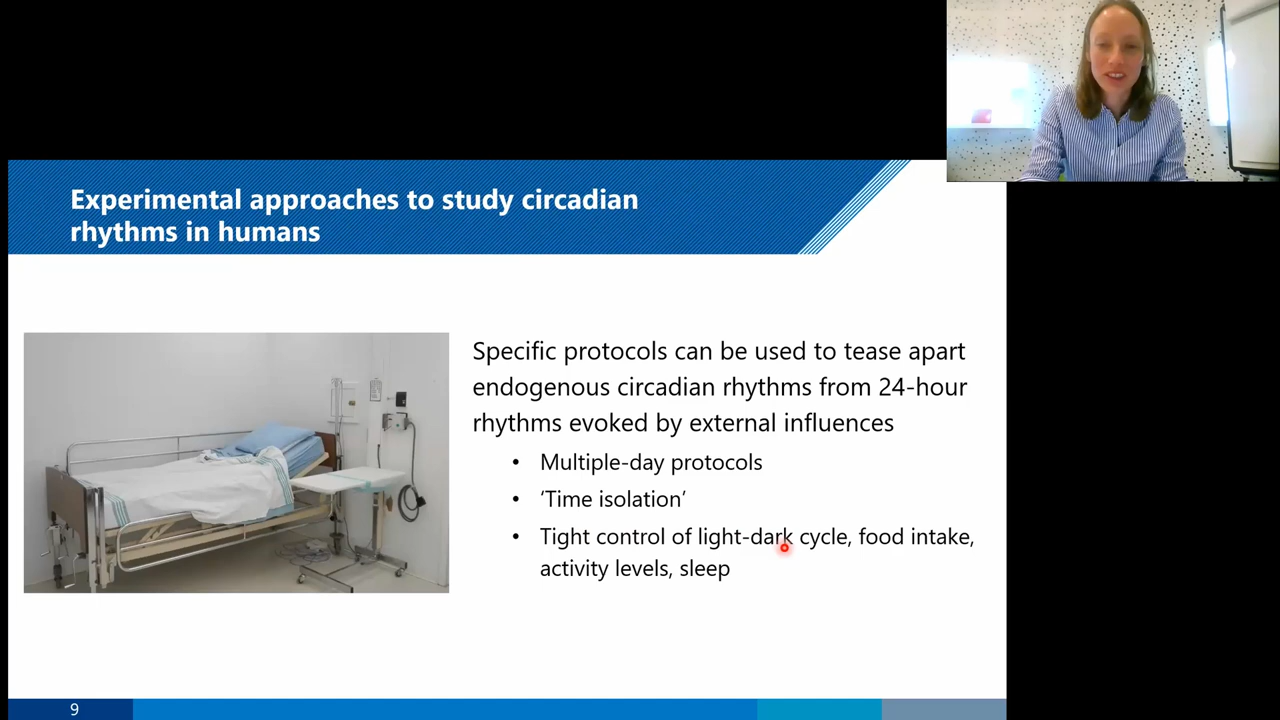 Experimental approaches to study circadian
rhythms in humans
Specific protocols can be used to tease apart
endogenous circadian rhythms from 24-hour
rhythms evoked by external influences
• Multiple-day protocols
• ‘Time isolation’
• Tight control of light-dark cycle, food intake,
activity levels, sleep
9